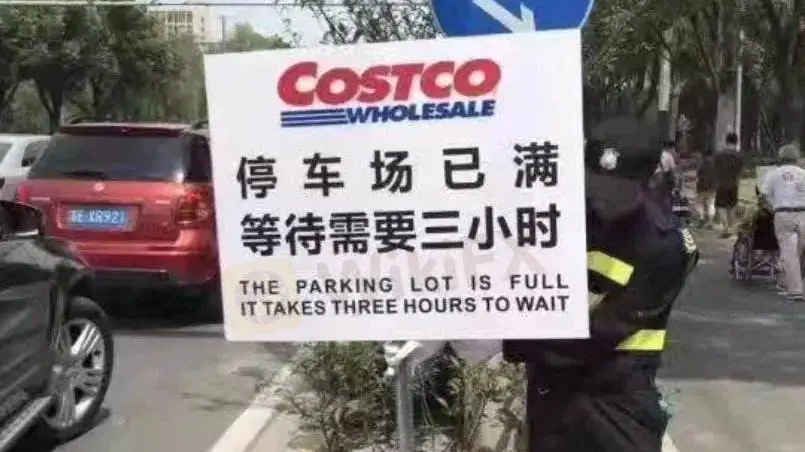 COSTCO
WHOLESALE
停车场已满
等待需要三小时
THE PARKING LOT IS FULL
IT TAKES THREE HOURS TO WAIT
WikiFX